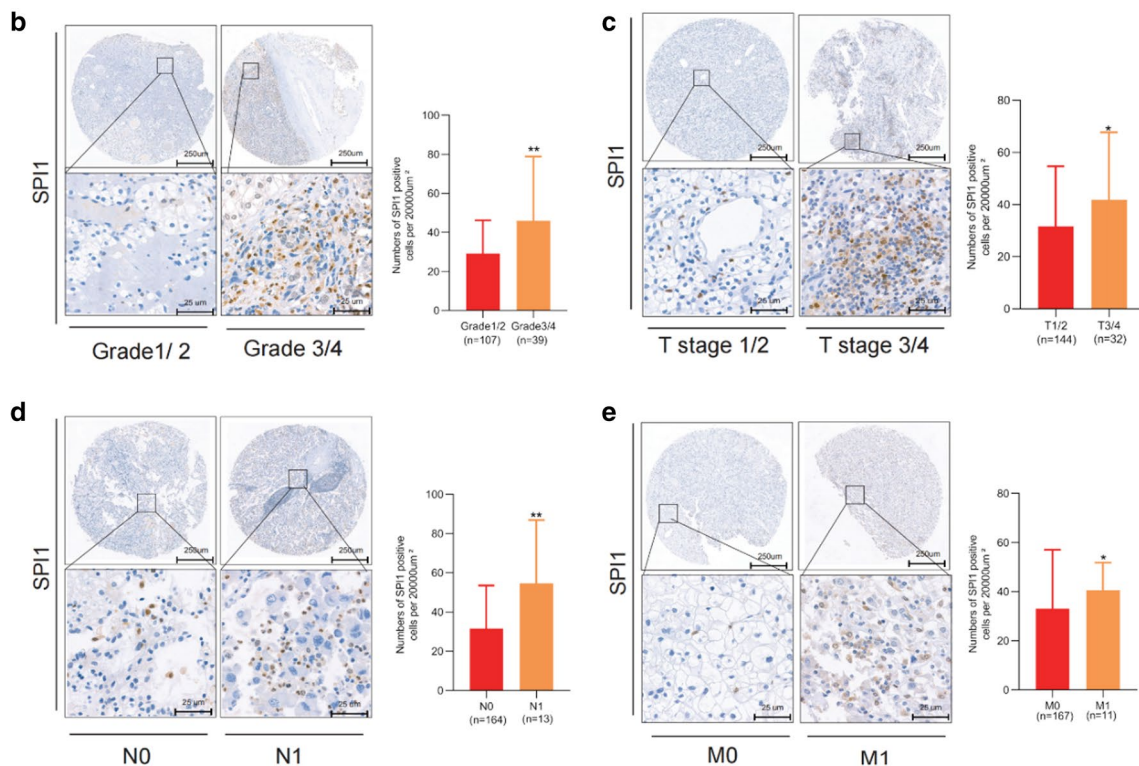 b
SPI1
250um
250um
25 um
25 um
Grade1/ 2
Grade 3/4
Numbers of SPI1 positive
cells per 20000um²
100
80
60
40
20
0
**
Grade1/2
(n=107)
Grade3/4
(n=39)
c
SPI1
250um
250um
25 um
25 um
T stage 1/2
T stage 3/4
Numbers of SPI1 positive
cells per 20000um²
80
60
40
20
0
*
T1/2
(n=144)
T3/4
(n=32)
d
SPI1
250um
250um
25 um
25 um
N0
N1
Numbers of SPI1 positive
cells per 20000um²
100
80
60
40
20
0
**
N0
(n=164)
N1
(n=13)
e
SPI1
250um
250um
25 um
25 um
M0
M1
Numbers of SPI1 positive
cells per 20000um²
80
60
40
20
0
*
M0
(n=167)
M1
(n=11)